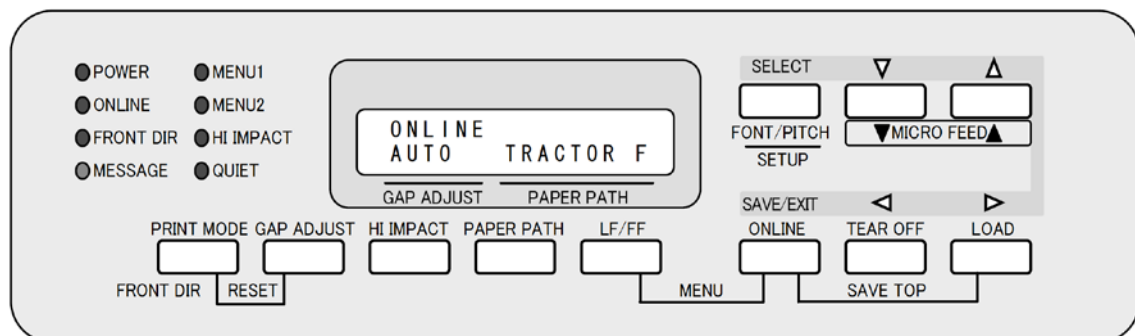 POWER MENU1
ONLINE MENU2
FRONT DIR HI IMPACT
MESSAGE QUIET
ONLINE
AUTO TRACTOR F
GAP ADJUST PAPER PATH
SELECT
FONT/PITCH MICRO FEED
SETUP
SAVE/EXIT
PRINT MODE GAP ADJUST HI IMPACT PAPER PATH LF/FF ONLINE TEAR OFF LOAD
FRONT DIR RESET MENU SAVE TOP